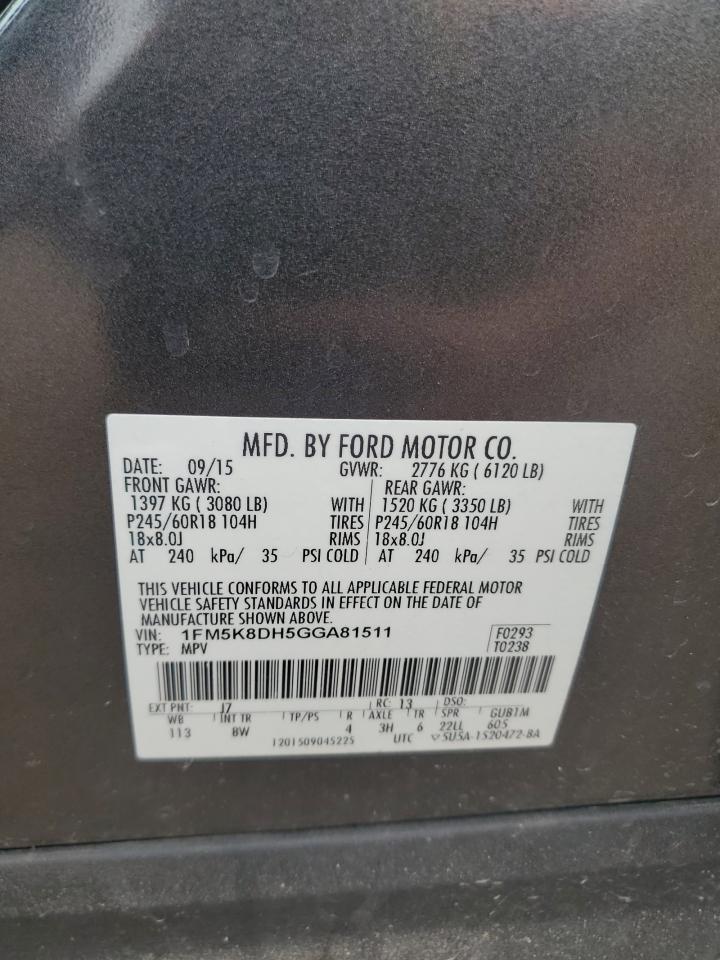 MFD. BY FORD MOTOR CO.
DATE: 09/15 GVWR: 2776 KG ( 6120 LB)
FRONT GAWR: REAR GAWR:
1397 KG ( 3080 LB) WITH 1520 KG ( 3350 LB) WITH
P245/60R18 104H TIRES P245/60R18 104H TIRES
18x8.0J RIMS 18x8.0J RIMS
AT 240 kPa/ 35 PSI COLD AT 240 kPa/ 35 PSI COLD
THIS VEHICLE CONFORMS TO ALL APPLICABLE FEDERAL MOTOR
VEHICLE SAFETY STANDARDS IN EFFECT ON THE DATE OF
MANUFACTURE SHOWN ABOVE.
VIN: 1FM5K8DH5GGA81511 F0293
TYPE: MPV T0238
EXT PNT: J7 RC: 13 DSO:
WB INT TR TP/PS R AXLE TR SPR GUB1M
113 8W 4 3H 6 22LL 605
1201509045225 UTC ▽ 5U5A-1520472-BA